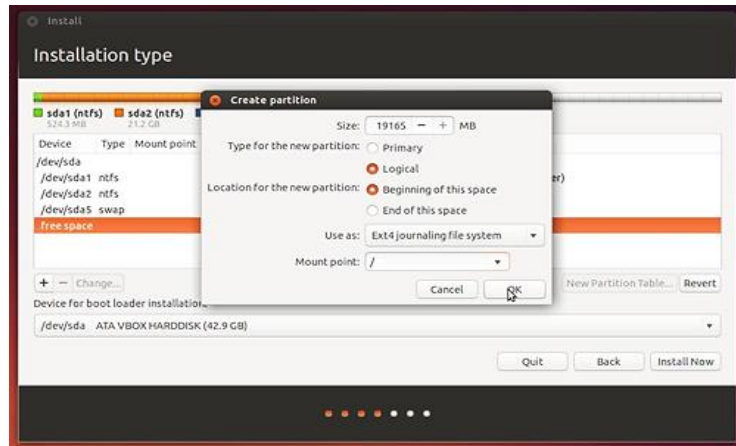 Install
Installation type
sda1 (ntfs) sda2 (ntfs)
524.3 MB 21.2 GB
Device Type Mount point
/dev/sda
/dev/sda1 ntfs
/dev/sda2 ntfs
/dev/sda5 swap
free space
Create partition
Size: 19165 − + MB
Type for the new partition: Primary
Logical
Location for the new partition: Beginning of this space
End of this space
Use as: Ext4 journaling file system
Mount point: /
Cancel OK
er)
+ − Change... New Partition Table... Revert
Device for boot loader installation:
/dev/sda ATA VBOX HARDDISK (42.9 GB)
Quit Back Install Now